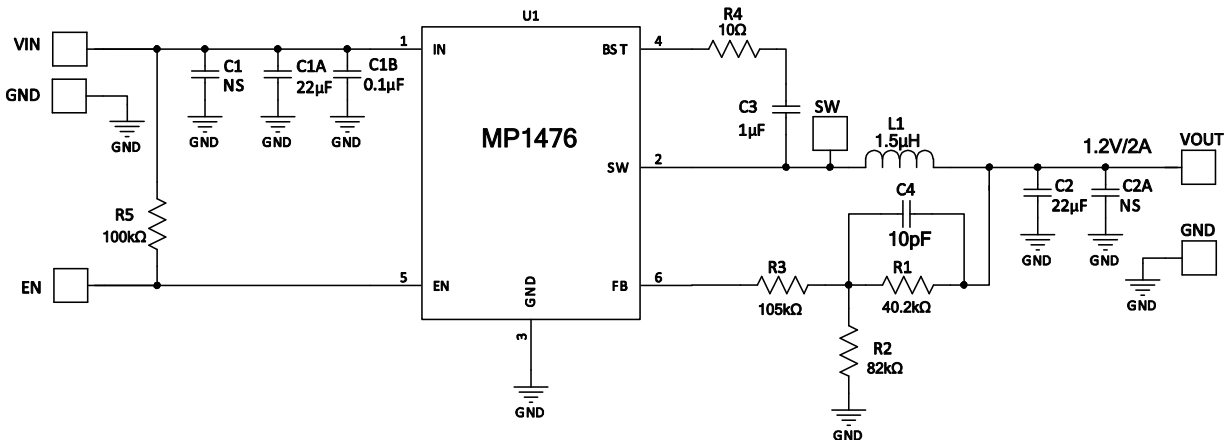 U1
VIN
GND
GND
C1
NS
GND
C1A
22µF
GND
C1B
0.1µF
GND
1
IN
MP1476
BST
4
R4
10Ω
C3
1µF
SW
SW
2
L1
1.5µH
1.2V/2A
VOUT
C4
10pF
C2
22µF
GND
C2A
NS
GND
GND
GND
R5
100kΩ
EN
5
EN
GND
3
GND
FB
6
R3
105kΩ
R1
40.2kΩ
R2
82kΩ
GND